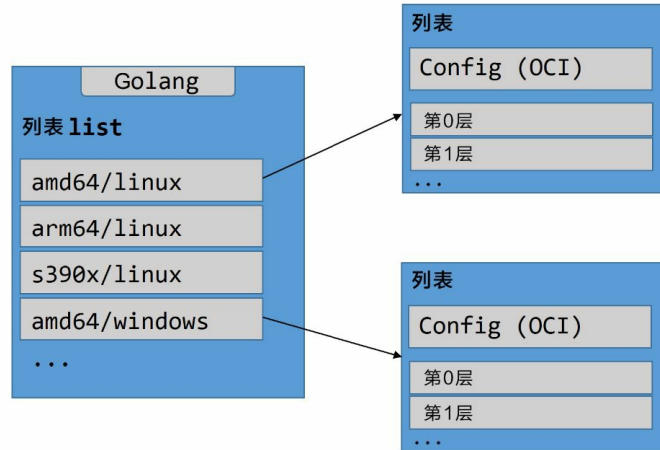 Golang
列表 list
amd64/linux
arm64/linux
s390x/linux
amd64/windows
...
列表
Config (OCI)
第0层
第1层
...
列表
Config (OCI)
第0层
第1层
...